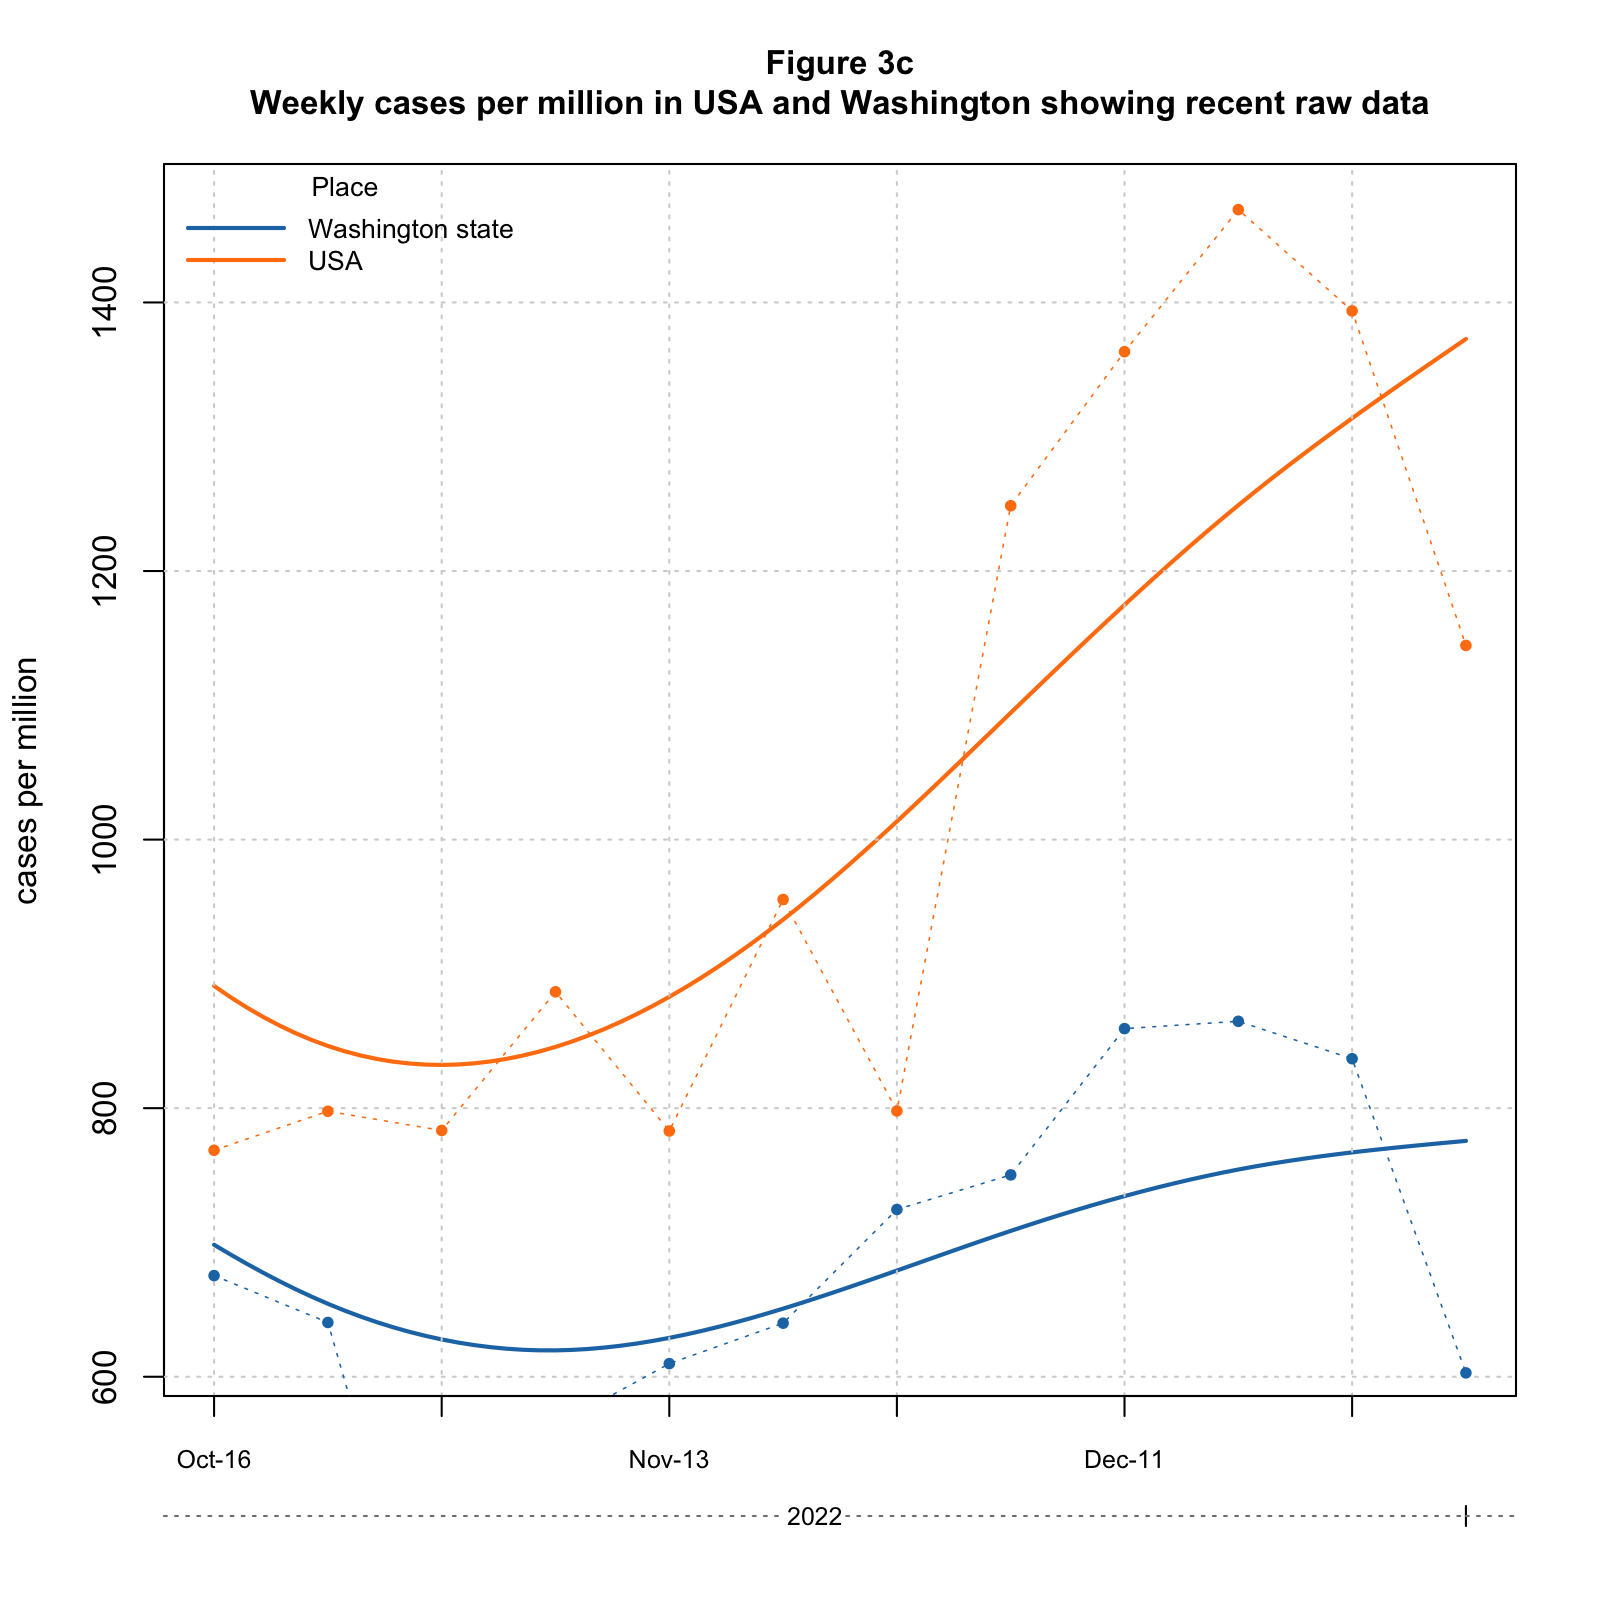 Figure 3c
Weekly cases per million in USA and Washington showing recent raw data
Place
Washington state
USA
cases per million
1400
1200
1000
800
600
Oct-16
Nov-13
Dec-11
2022